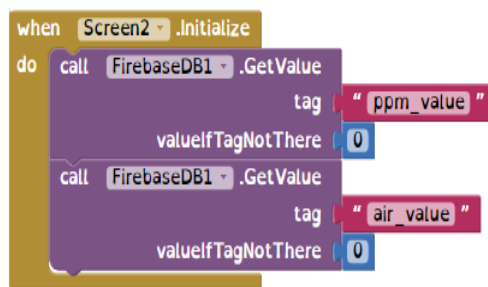 when Screen2 .Initialize
do call FirebaseDB1 .GetValue
tag " ppm_value "
valueIfTagNotThere 0
call FirebaseDB1 .GetValue
tag " air_value "
valueIfTagNotThere 0